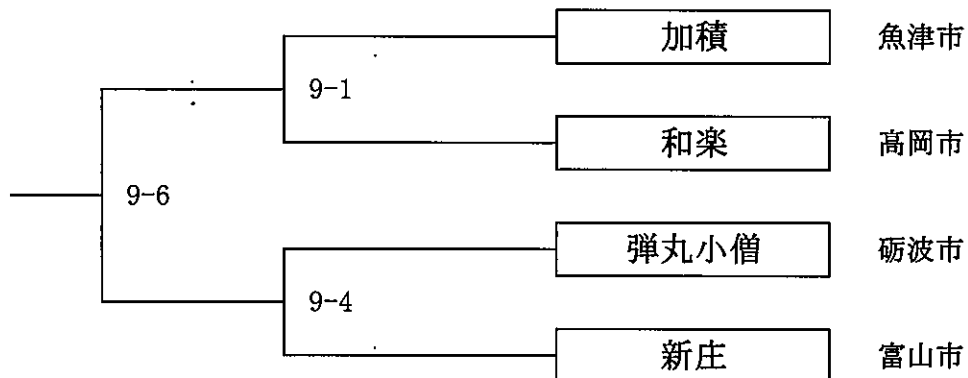 加積 魚津市
9-1
和楽 高岡市
9-6
弾丸小僧 砺波市
9-4
新庄 富山市